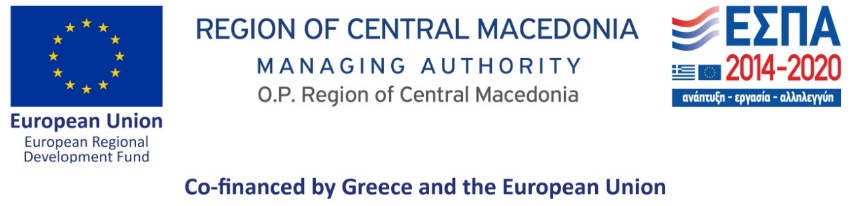 European Union
European Regional
Development Fund
REGION OF CENTRAL MACEDONIA
MANAGING AUTHORITY
O.P. Region of Central Macedonia
ΕΣΠΑ
2014-2020
ανάπτυξη - εργασία - αλληλεγγύη
Co-financed by Greece and the European Union